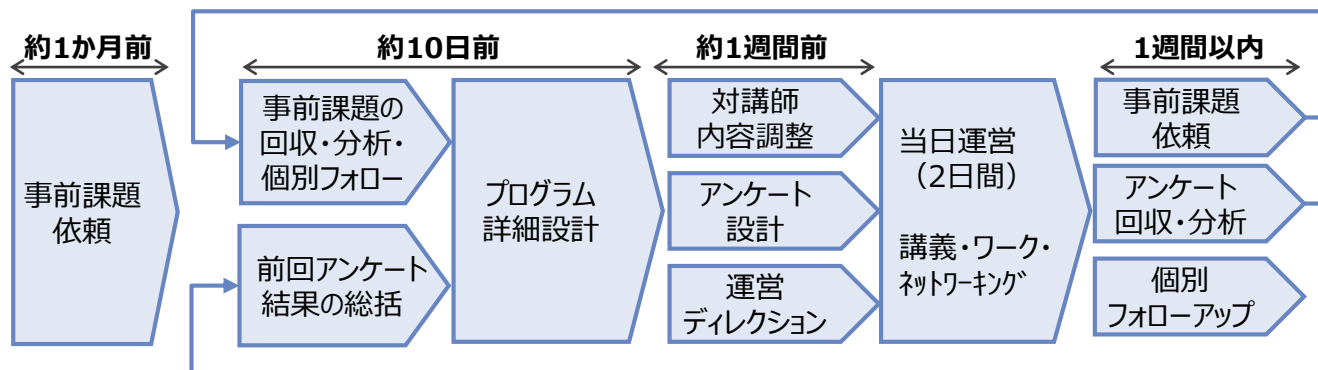 約1か月前
事前課題
依頼
約10日前
事前課題の
回収・分析・
個別フォロー
前回アンケート
結果の総括
プログラム
詳細設計
約1週間前
対講師
内容調整
アンケート
設計
運営
ディレクション
当日運営
（2日間）
講義・ワーク・
ﾈｯﾄﾜｰｷﾝｸﾞ
1週間以内
事前課題
依頼
アンケート
回収・分析
個別
フォローアップ